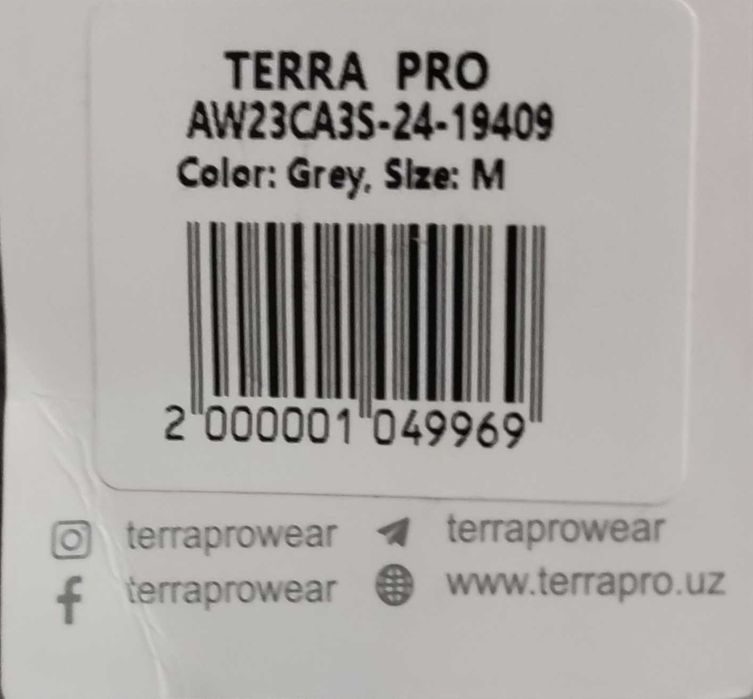 TERRA PRO
AW23CA3S-24-19409
Color: Grey, Size: M
2 000001 049969
terraprowear terraprowear
terraprowear www.terrapro.uz